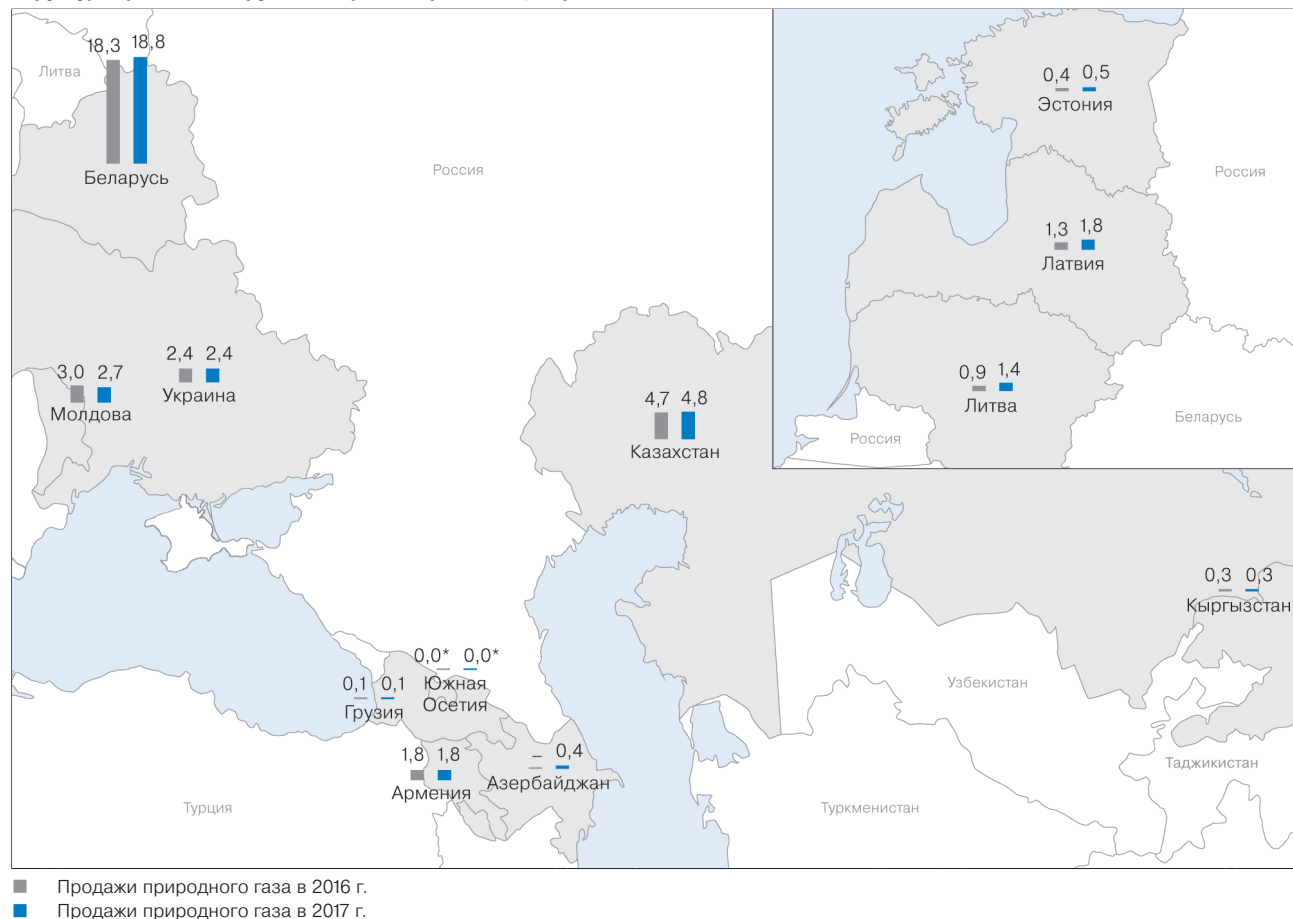 18,3 18,8
Литва
Беларусь
Россия
0,4 0,5
Эстония
Россия
1,3 1,8
Латвия
0,9 1,4
Литва
Россия
Беларусь
3,0 2,7
Молдова
2,4 2,4
Украина
4,7 4,8
Казахстан
0,3 0,3
Кыргызстан
0,0* 0,0*
Южная
Осетия
0,1 0,1
Грузия
Узбекистан
1,8 1,8
Армения
– 0,4
Азербайджан
Таджикистан
Турция
Туркменистан
Продажи природного газа в 2016 г.
Продажи природного газа в 2017 г.